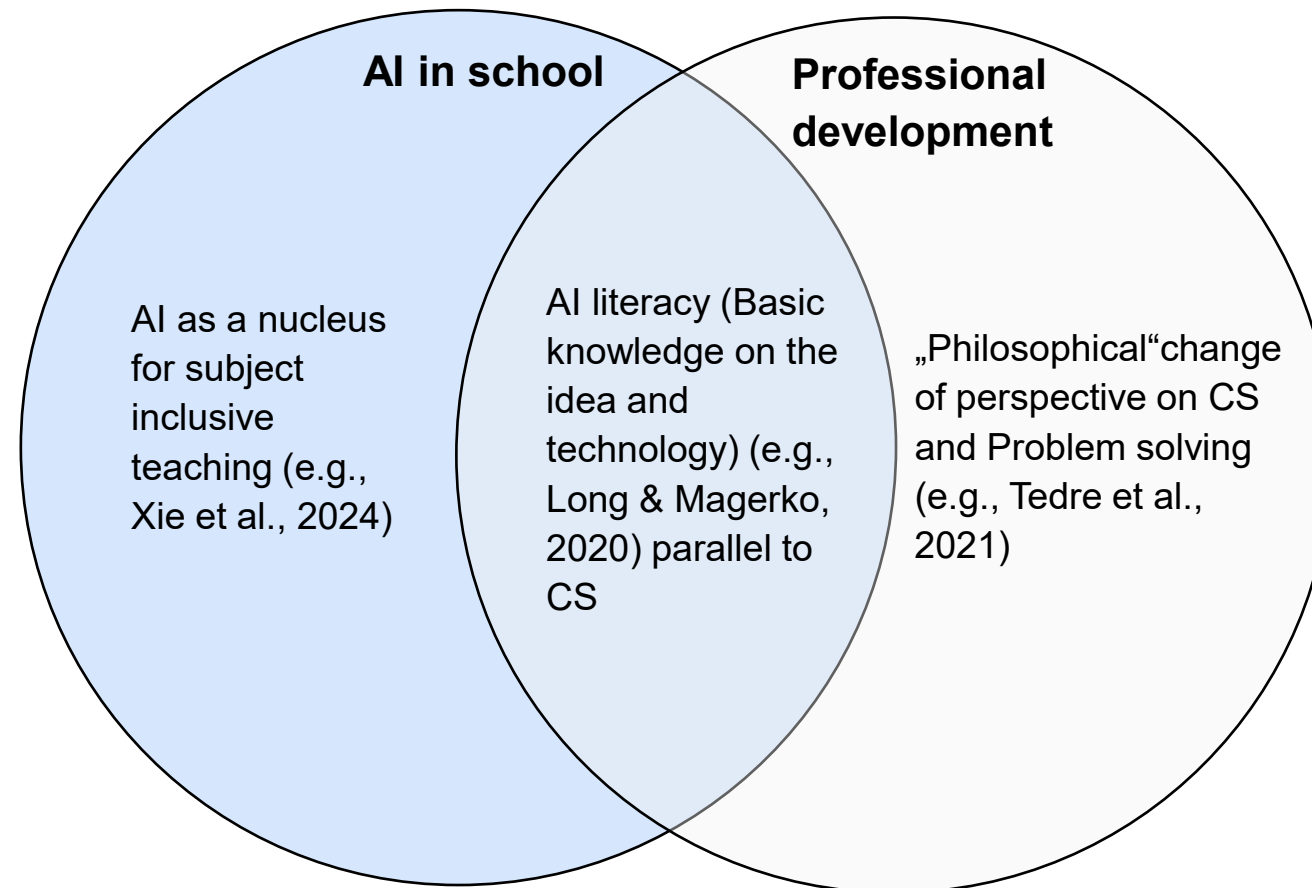 AI in school
Professional
development
AI as a nucleus
for subject
inclusive
teaching (e.g.,
Xie et al., 2024)
AI literacy (Basic
knowledge on the
idea and
technology) (e.g.,
Long & Magerko,
2020) parallel to
CS
„Philosophical“change
of perspective on CS
and Problem solving
(e.g., Tedre et al.,
2021)